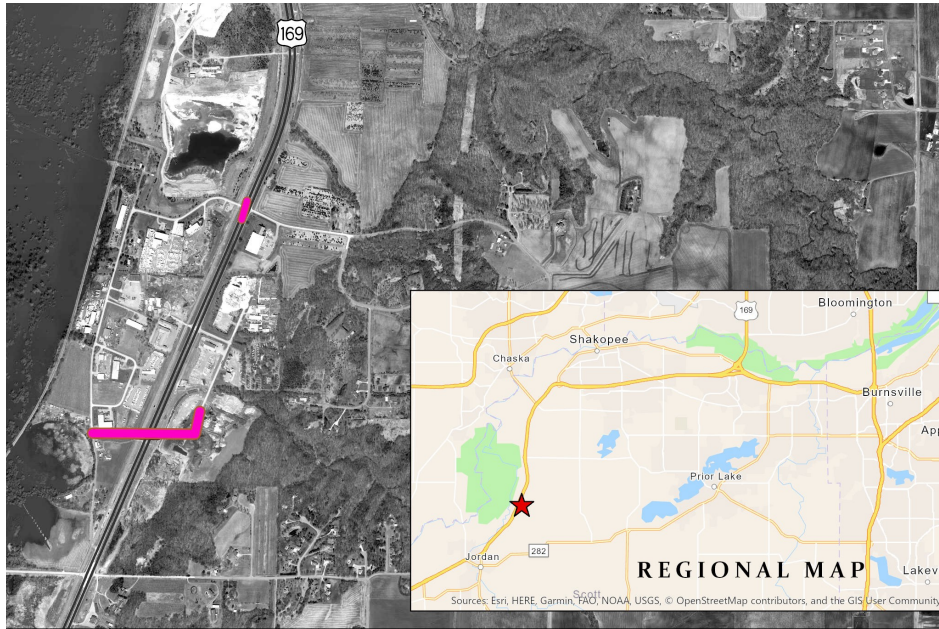 169
169
Bloomington
Shakopee
Chaska
Burnsville
App
Prior Lake
Jordan
282
REGIONAL MAP
Lakev
Scott
Sources: Esri, HERE, Garmin, FAO, NOAA, USGS, © OpenStreetMap contributors, and the GIS User Community